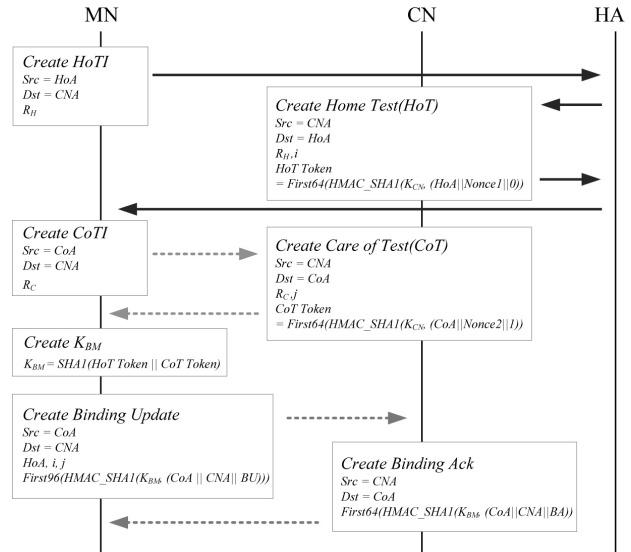 MN CN HA
Create HoTI
Src = HoA
Dst = CNA
R_H
Create Home Test(HoT)
Src = CNA
Dst = HoA
R_H,i
HoT Token
= First64(HMAC_SHA1(K_CN, (HoA||Nonce1||0))
Create CoTI
Src = CoA
Dst = CNA
R_C
Create Care of Test(CoT)
Src = CNA
Dst = CoA
R_C,j
CoT Token
= First64(HMAC_SHA1(K_CN, (CoA||Nonce2||1))
Create K_BM
K_BM = SHA1(HoT Token || CoT Token)
Create Binding Update
Src = CoA
Dst = CNA
HoA, i, j
First96(HMAC_SHA1(K_BM, (CoA || CNA|| BU)))
Create Binding Ack
Src = CNA
Dst = CoA
First64(HMAC_SHA1(K_BM, (CoA||CNA||BA))